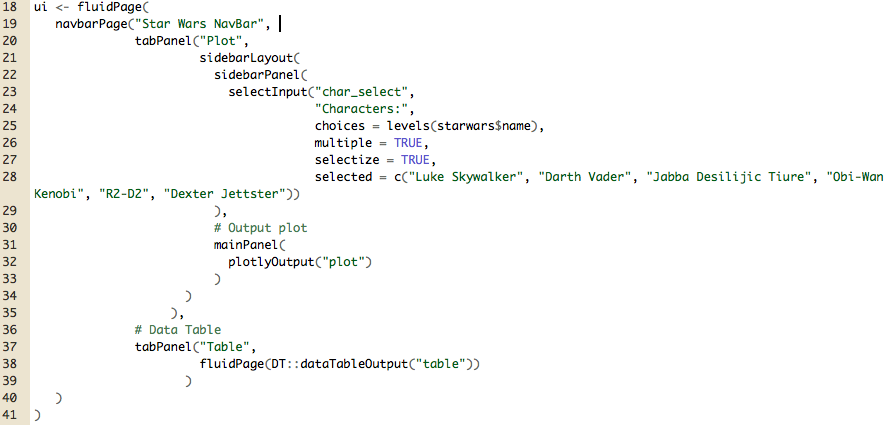 18 ui <- fluidPage(
19 navbarPage("Star Wars NavBar",
20 tabPanel("Plot",
21 sidebarLayout(
22 sidebarPanel(
23 selectInput("char_select",
24 "Characters:",
25 choices = levels(starwars$name),
26 multiple = TRUE,
27 selectize = TRUE,
28 selected = c("Luke Skywalker", "Darth Vader", "Jabba Desilijic Tiure", "Obi-Wan
Kenobi", "R2-D2", "Dexter Jettster"))
29 ),
30 # Output plot
31 mainPanel(
32 plotlyOutput("plot")
33 )
34 )
35 ),
36 # Data Table
37 tabPanel("Table",
38 fluidPage(DT::dataTableOutput("table"))
39 )
40 )
41 )